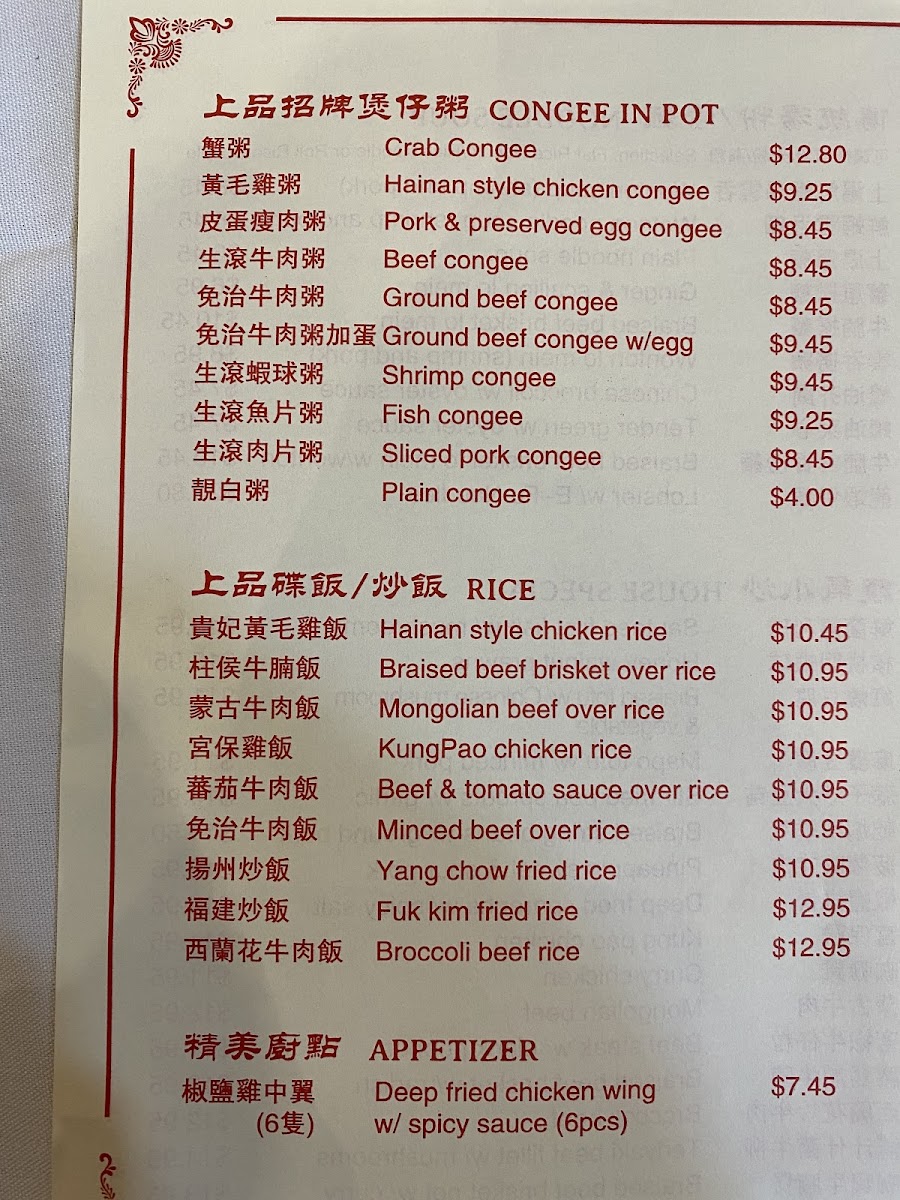 上品招牌煲仔粥 CONGEE IN POT
蟹粥 Crab Congee $12.80
黃毛雞粥 Hainan style chicken congee $9.25
皮蛋瘦肉粥 Pork & preserved egg congee $8.45
生滾牛肉粥 Beef congee $8.45
免治牛肉粥 Ground beef congee $8.45
免治牛肉粥加蛋 Ground beef congee w/egg $9.45
生滾蝦球粥 Shrimp congee $9.45
生滾魚片粥 Fish congee $9.25
生滾肉片粥 Sliced pork congee $8.45
靚白粥 Plain congee $4.00
上品碟飯/炒飯 RICE
貴妃黃毛雞飯 Hainan style chicken rice $10.45
柱侯牛腩飯 Braised beef brisket over rice $10.95
蒙古牛肉飯 Mongolian beef over rice $10.95
宮保雞飯 KungPao chicken rice $10.95
蕃茄牛肉飯 Beef & tomato sauce over rice $10.95
免治牛肉飯 Minced beef over rice $10.95
揚州炒飯 Yang chow fried rice $10.95
福建炒飯 Fuk kim fried rice $12.95
西蘭花牛肉飯 Broccoli beef rice $12.95
精美廚點 APPETIZER
椒鹽雞中翼 Deep fried chicken wing $7.45
(6隻) w/ spicy sauce (6pcs)